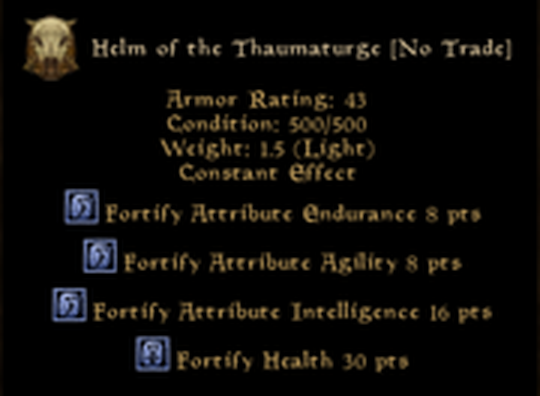 Helm of the Thaumaturge [No Trade]
Armor Rating: 43
Condition: 500/500
Weight: 1.5 (Light)
Constant Effect
Fortify Attribute Endurance 8 pts
Fortify Attribute Agility 8 pts
Fortify Attribute Intelligence 16 pts
Fortify Health 30 pts